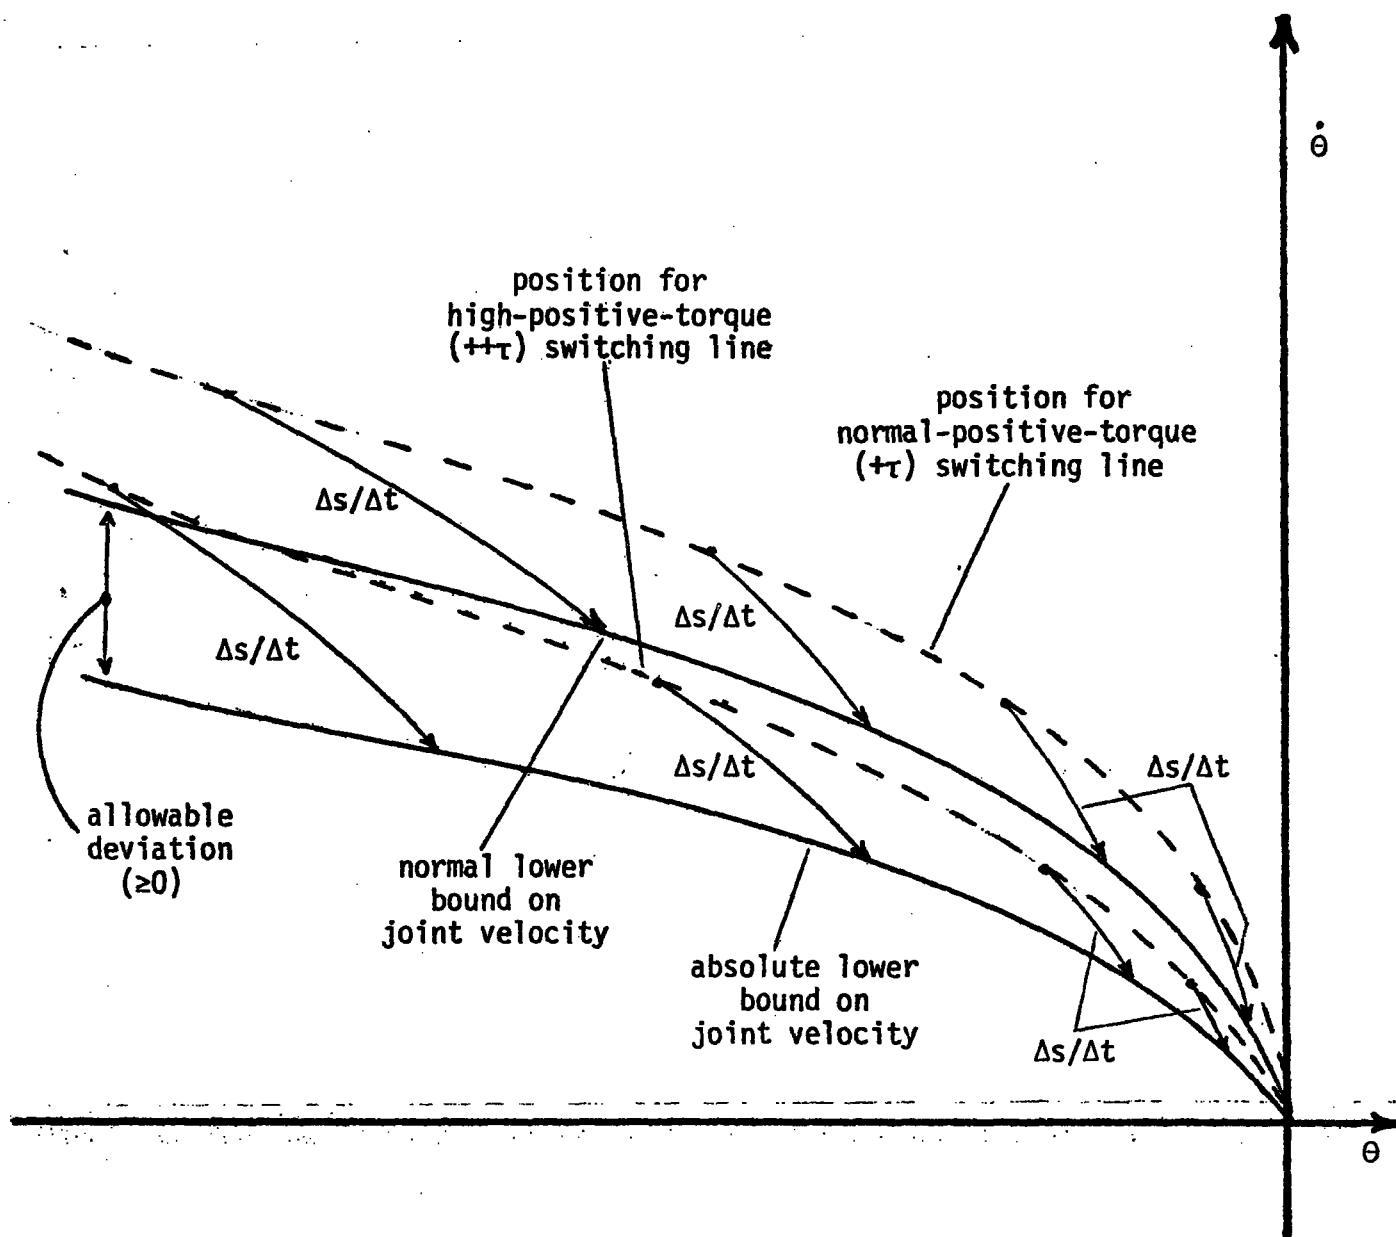 θ̇
position for
high-positive-torque
(++τ) switching line
position for
normal-positive-torque
(+τ) switching line
Δs/Δt
Δs/Δt
Δs/Δt
Δs/Δt
Δs/Δt
allowable
deviation
(≥0)
normal lower
bound on
joint velocity
absolute lower
bound on
joint velocity
Δs/Δt
θ